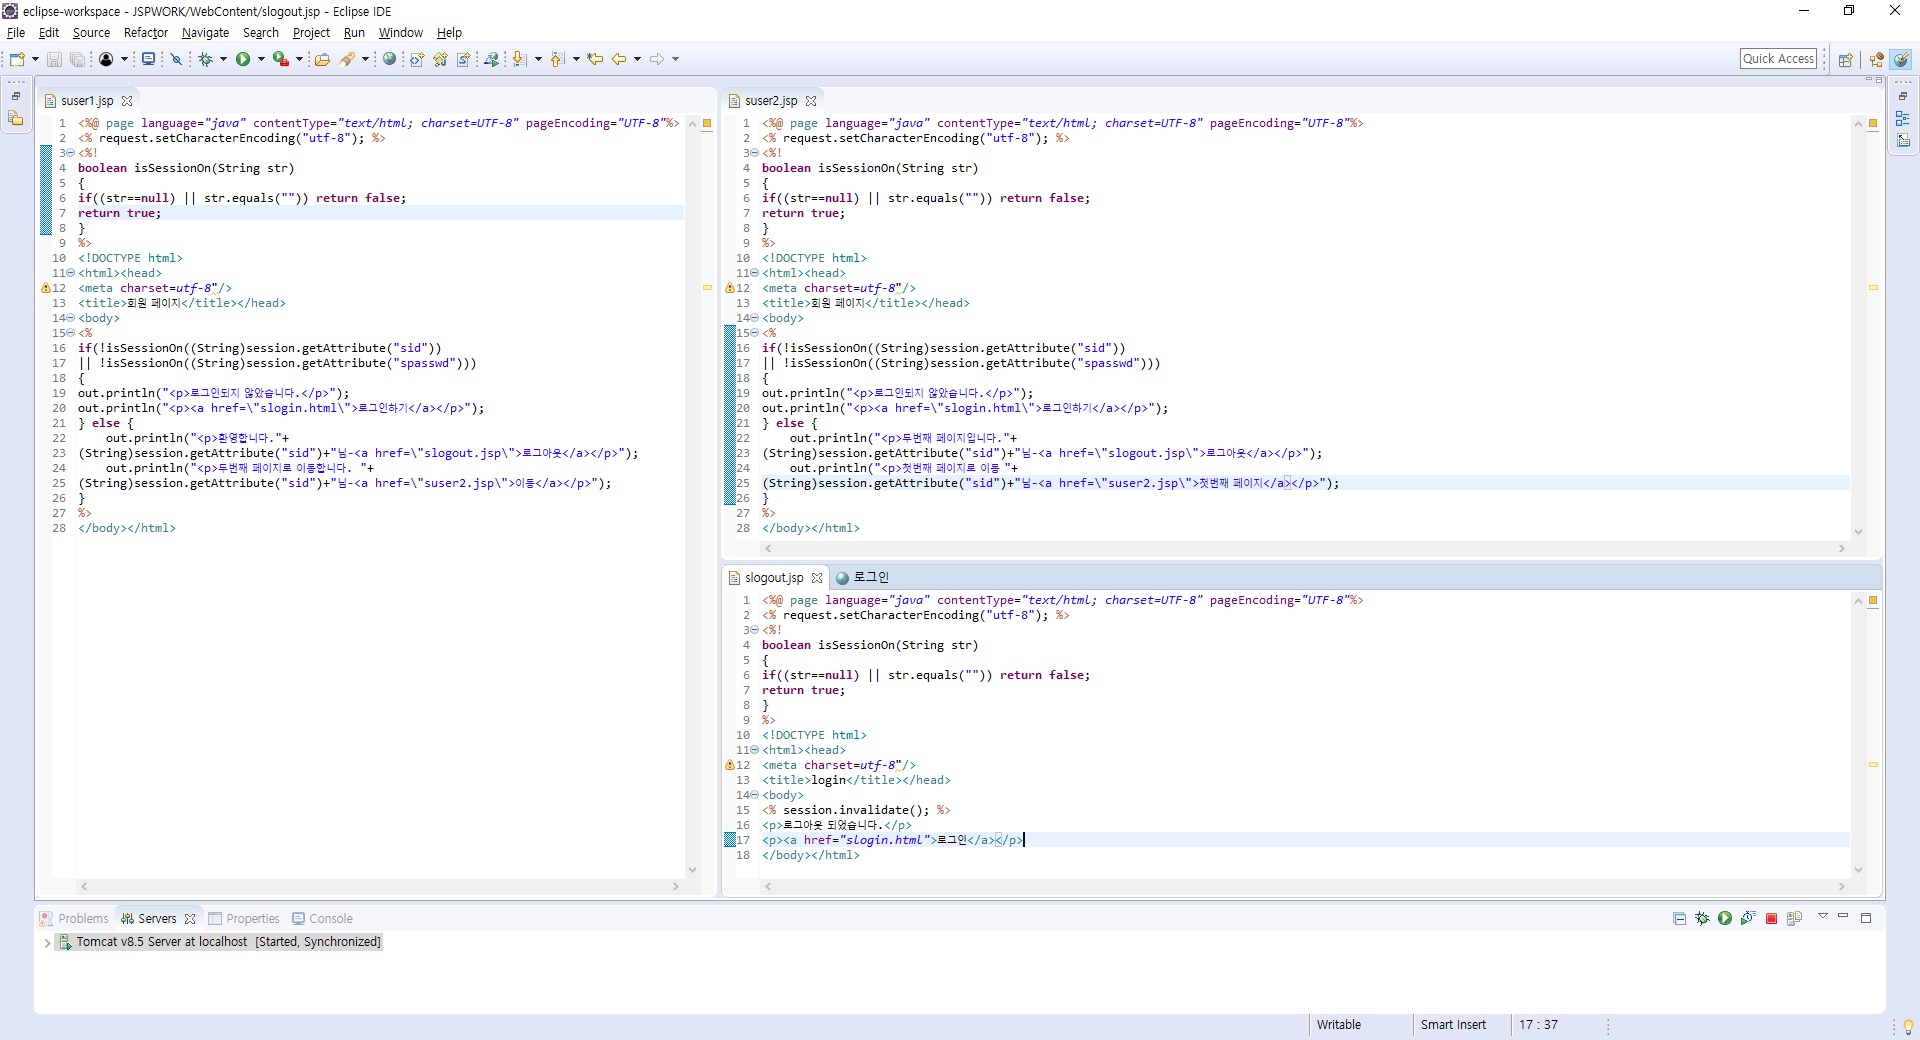 eclipse-workspace - JSPWORK/WebContent/slogout.jsp - Eclipse IDE
File Edit Source Refactor Navigate Search Project Run Window Help
Quick Access
suser1.jsp
1 <%@ page language="java" contentType="text/html; charset=UTF-8" pageEncoding="UTF-8"%>
2 <% request.setCharacterEncoding("utf-8"); %>
3 <%!
4 boolean isSessionOn(String str)
5 {
6 if((str==null) || str.equals("")) return false;
7 return true;
8 }
9 %>
10 <!DOCTYPE html>
11 <html><head>
12 <meta charset=utf-8"/>
13 <title>회원 페이지</title></head>
14 <body>
15 <%
16 if(!isSessionOn((String)session.getAttribute("sid"))
17 || !isSessionOn((String)session.getAttribute("spasswd")))
18 {
19 out.println("<p>로그인되지 않았습니다.</p>");
20 out.println("<p><a href=\"slogin.html\">로그인하기</a></p>");
21 } else {
22     out.println("<p>환영합니다."+
23 (String)session.getAttribute("sid")+"님-<a href=\"slogout.jsp\">로그아웃</a></p>");
24     out.println("<p>두번째 페이지로 이동합니다. "+
25 (String)session.getAttribute("sid")+"님-<a href=\"suser2.jsp\">이동</a></p>");
26 }
27 %>
28 </body></html>
suser2.jsp
1 <%@ page language="java" contentType="text/html; charset=UTF-8" pageEncoding="UTF-8"%>
2 <% request.setCharacterEncoding("utf-8"); %>
3 <%!
4 boolean isSessionOn(String str)
5 {
6 if((str==null) || str.equals("")) return false;
7 return true;
8 }
9 %>
10 <!DOCTYPE html>
11 <html><head>
12 <meta charset=utf-8"/>
13 <title>회원 페이지</title></head>
14 <body>
15 <%
16 if(!isSessionOn((String)session.getAttribute("sid"))
17 || !isSessionOn((String)session.getAttribute("spasswd")))
18 {
19 out.println("<p>로그인되지 않았습니다.</p>");
20 out.println("<p><a href=\"slogin.html\">로그인하기</a></p>");
21 } else {
22     out.println("<p>두번째 페이지입니다."+
23 (String)session.getAttribute("sid")+"님-<a href=\"slogout.jsp\">로그아웃</a></p>");
24     out.println("<p>첫번째 페이지로 이동 "+
25 (String)session.getAttribute("sid")+"님-<a href=\"suser2.jsp\">첫번째 페이지</a></p>");
26 }
27 %>
28 </body></html>
slogout.jsp 로그인
1 <%@ page language="java" contentType="text/html; charset=UTF-8" pageEncoding="UTF-8"%>
2 <% request.setCharacterEncoding("utf-8"); %>
3 <%!
4 boolean isSessionOn(String str)
5 {
6 if((str==null) || str.equals("")) return false;
7 return true;
8 }
9 %>
10 <!DOCTYPE html>
11 <html><head>
12 <meta charset=utf-8"/>
13 <title>login</title></head>
14 <body>
15 <% session.invalidate(); %>
16 <p>로그아웃 되었습니다.</p>
17 <p><a href="slogin.html">로그인</a></p>
18 </body></html>
Problems Servers Properties Console
Tomcat v8.5 Server at localhost [Started, Synchronized]
Writable Smart Insert 17 : 37